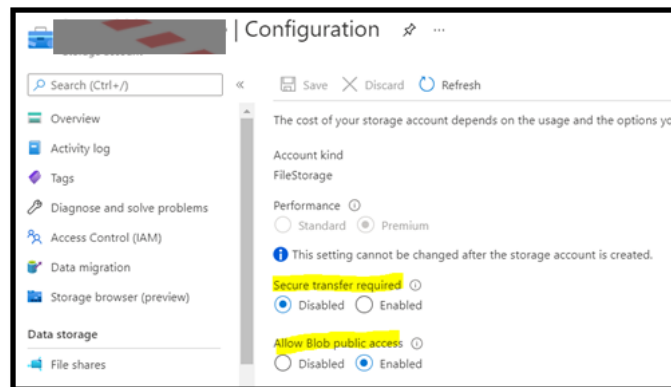 | Configuration
Search (Ctrl+/)
Overview
Activity log
Tags
Diagnose and solve problems
Access Control (IAM)
Data migration
Storage browser (preview)
Data storage
File shares
Save Discard Refresh
The cost of your storage account depends on the usage and the options yo
Account kind
FileStorage
Performance
Standard Premium
This setting cannot be changed after the storage account is created.
Secure transfer required
Disabled Enabled
Allow Blob public access
Disabled Enabled